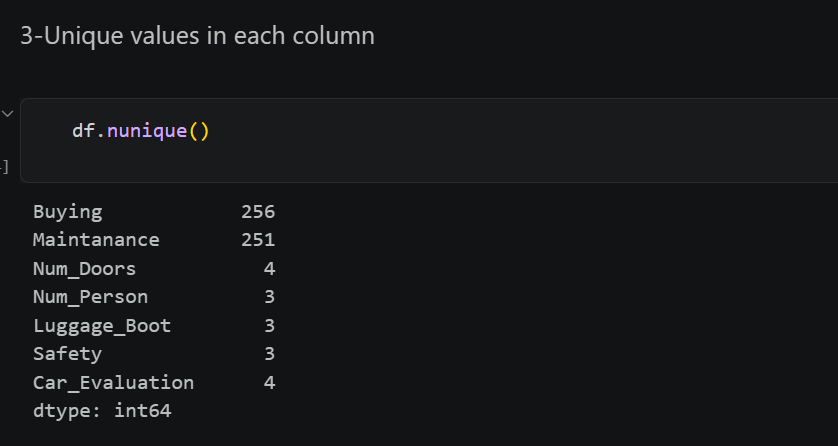 3-Unique values in each column
df.nunique()
]
Buying 256
Maintanance 251
Num_Doors 4
Num_Person 3
Luggage_Boot 3
Safety 3
Car_Evaluation 4
dtype: int64